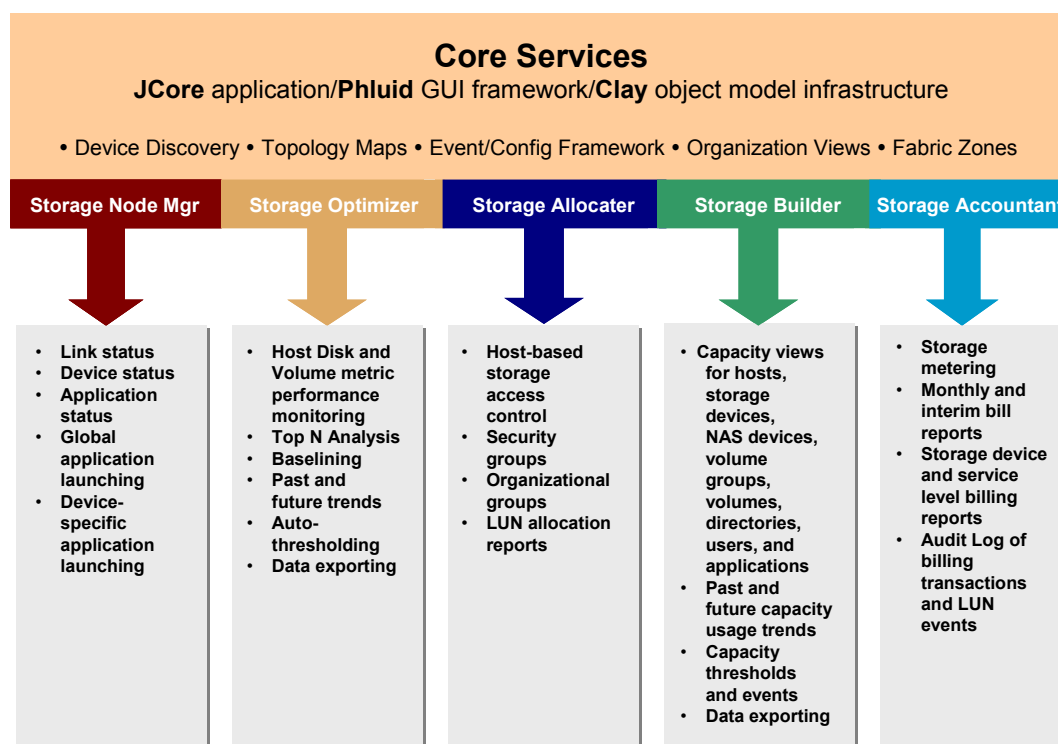 Core Services
JCore application/Phluid GUI framework/Clay object model infrastructure
• Device Discovery • Topology Maps • Event/Config Framework • Organization Views • Fabric Zones
Storage Node Mgr
Storage Optimizer
Storage Allocater
Storage Builder
Storage Accountant
• Link status
• Device status
• Application
status
• Global
application
launching
• Device-
specific
application
launching
• Host Disk and
Volume metric
performance
monitoring
• Top N Analysis
• Baselining
• Past and
future trends
• Auto-
thresholding
• Data exporting
• Host-based
storage
access
control
• Security
groups
• Organizational
groups
• LUN allocation
reports
• Capacity views
for hosts,
storage
devices,
NAS devices,
volume
groups,
volumes,
directories,
users, and
applications
• Past and
future capacity
usage trends
• Capacity
thresholds
and events
• Data exporting
• Storage
metering
• Monthly and
interim bill
reports
• Storage device
and service
level billing
reports
• Audit Log of
billing
transactions
and LUN
events